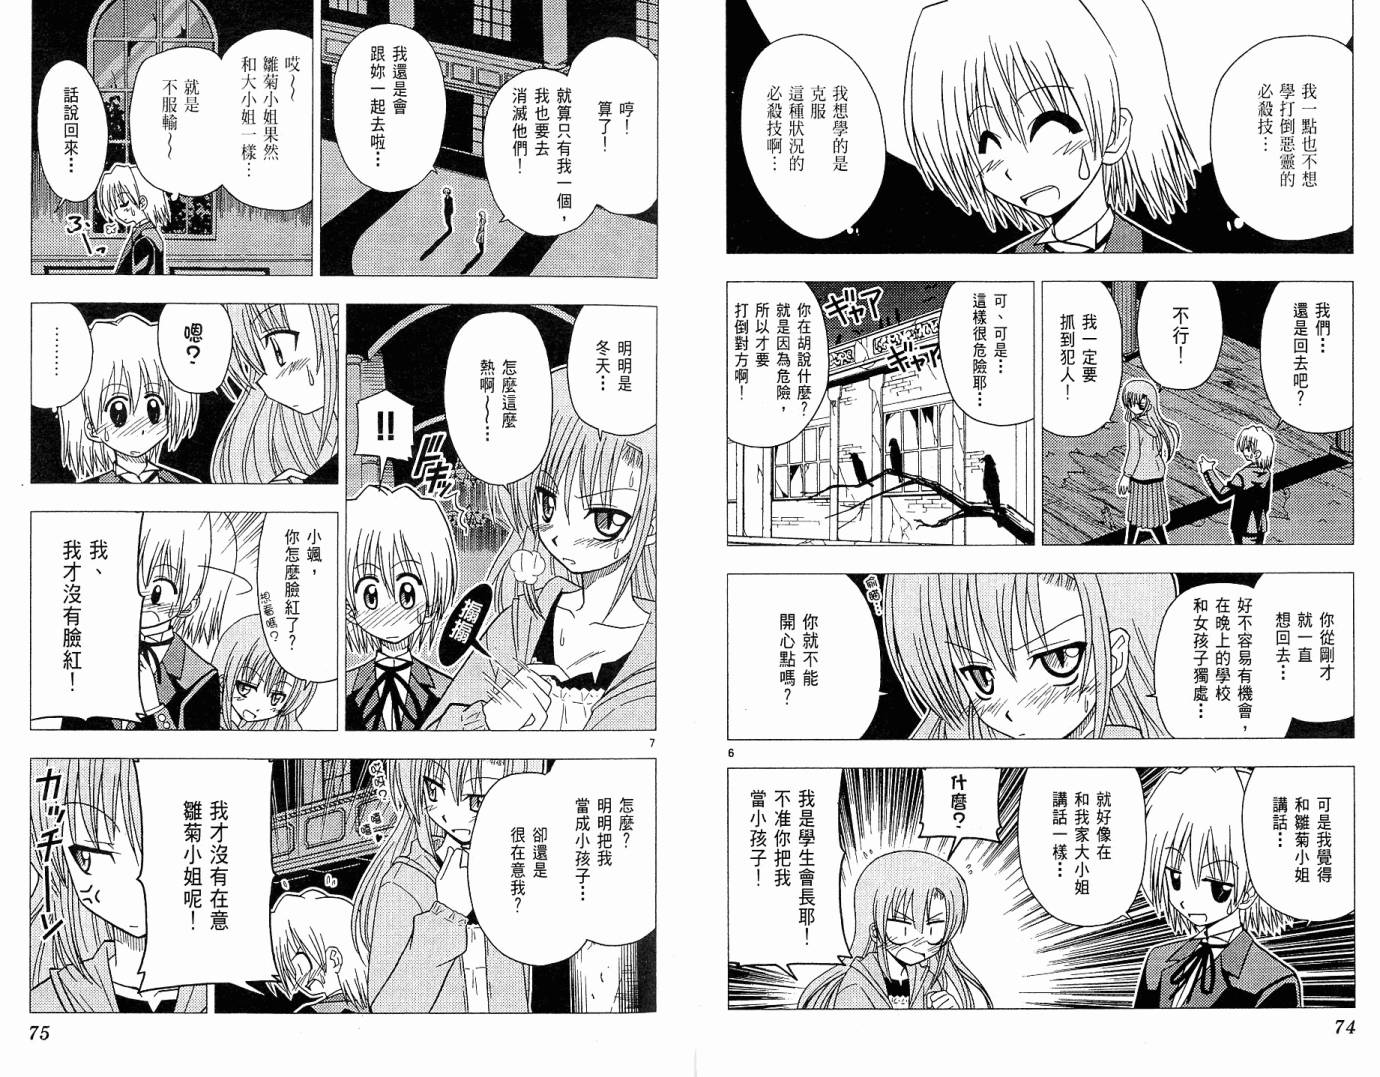 我一點也不想
學打倒惡靈的
必殺技…
我想學的是
克服
這種狀況的
必殺技啊…
我們…
還是回去吧?
不行!
我一定要
抓到犯人!
可、可是…
這樣很危險耶…
ギャア
ギャア
你在胡說什麼?
就是因為危險,
所以才要
打倒對方啊!
你從剛才
就一直
想回去…
好不容易有機會,
在晚上的學校
和女孩子獨處…
你就不能
開心點嗎?
可是我覺得
和雛菊小姐
講話…
就好像在
和我家大小姐
講話一樣…
什麼?
我是學生會長耶!
不准你把我
當小孩子!
6
74
哼!
算了!
就算只有我一個,
我也要去
消滅他們!
我還是會
跟妳一起去啦…
哎~
雛菊小姐果然
和大小姐一樣…
就是
不服輸~
話說回來…
ふぅっ
明明是
冬天…
怎麼這麼
熱啊~…
!!
ドキッ
搧搧
嗯?
………
小颯,
你怎麼臉紅了?
想看嗎?
我、
我才沒有臉紅!
7
怎麼?
明明把我
當成小孩子…
卻還是
很在意我?
哎呀?
嘻
嘻
我才沒有在意
雛菊小姐呢!
カッチーン
75